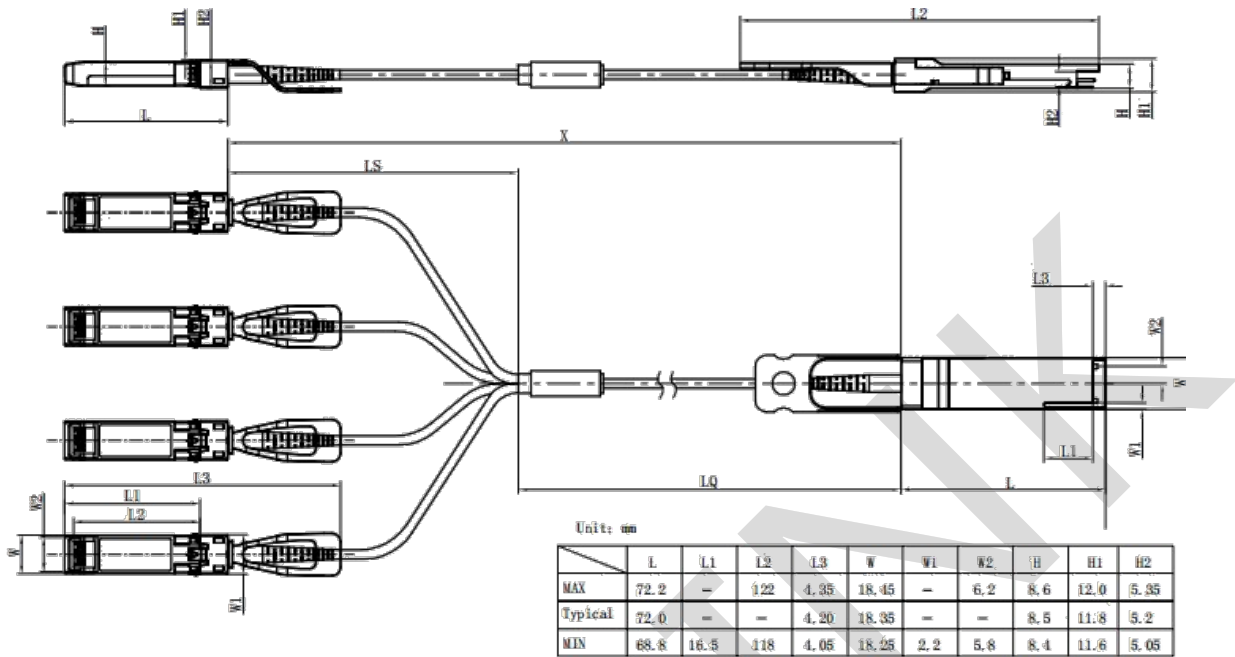 H H1 H2 L2
L H2 H H1
X
LS
L3
W2
W
L1 W1
L3
L1
L2
W2
W
W1
LQ L
Unit: mm
L L1 L2 L3 W W1 W2 H H1 H2
MAX 72.2 - 122 4.35 18.45 - 6.2 8.6 12.0 5.35
Typical 72.0 - - 4.20 18.35 - - 8.5 11.8 5.2
MIN 68.8 16.5 118 4.05 18.25 2.2 5.8 8.4 11.6 5.05